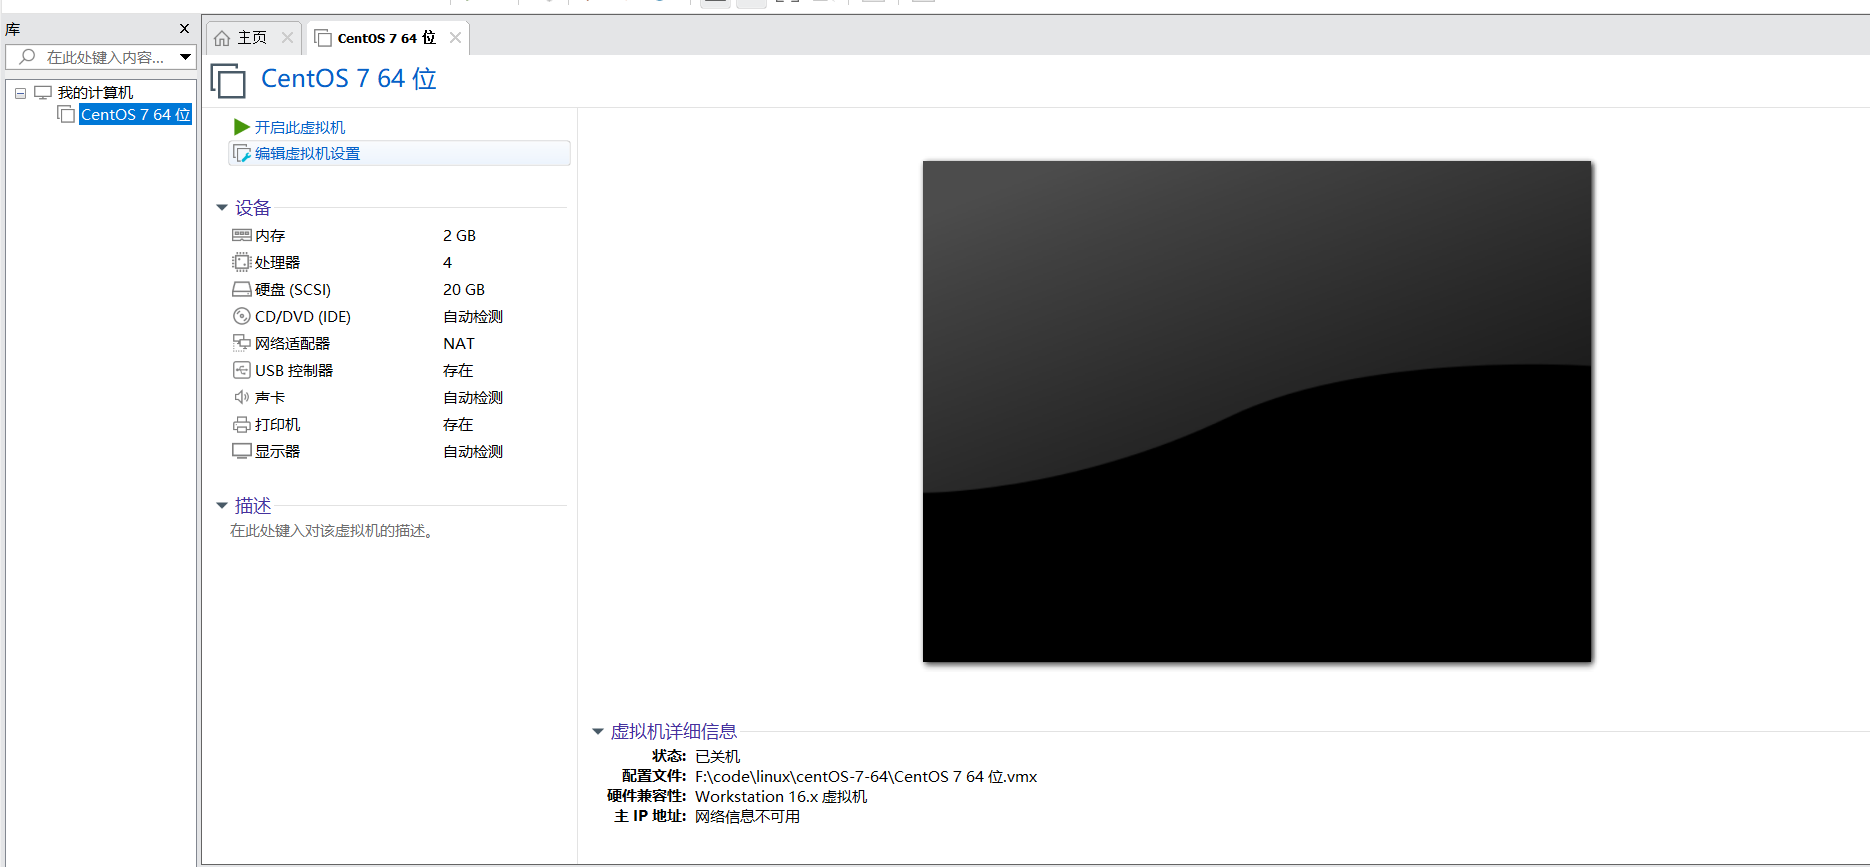 库
在此处键入内容...
我的计算机
CentOS 7 64 位
主页
CentOS 7 64 位
CentOS 7 64 位
开启此虚拟机
编辑虚拟机设置
设备
内存 2 GB
处理器 4
硬盘 (SCSI) 20 GB
CD/DVD (IDE) 自动检测
网络适配器 NAT
USB 控制器 存在
声卡 自动检测
打印机 存在
显示器 自动检测
描述
在此处键入对该虚拟机的描述。
虚拟机详细信息
状态: 已关机
配置文件: F:\code\linux\centOS-7-64\CentOS 7 64 位.vmx
硬件兼容性: Workstation 16.x 虚拟机
主 IP 地址: 网络信息不可用